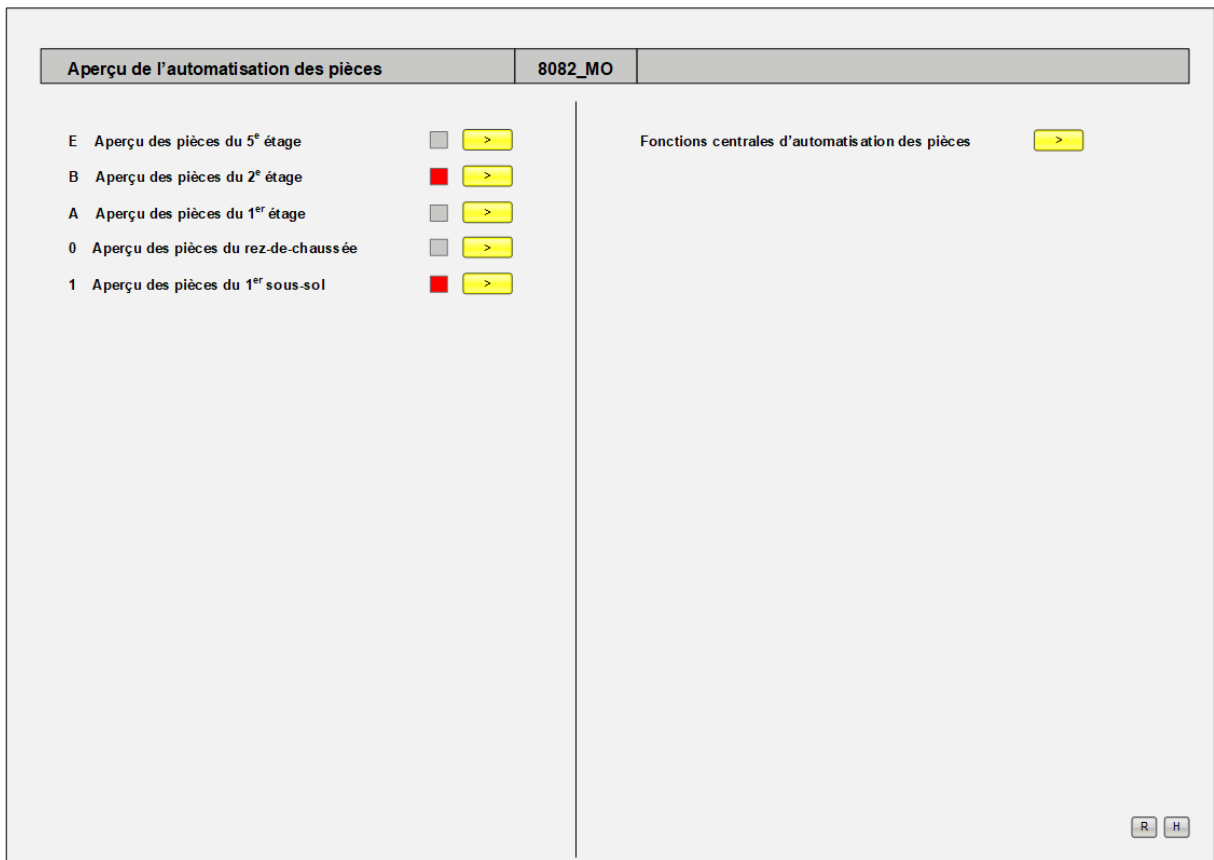 Aperçu de l’automatisation des pièces 8082_MO
E Aperçu des pièces du 5e étage >
B Aperçu des pièces du 2e étage >
A Aperçu des pièces du 1er étage >
0 Aperçu des pièces du rez-de-chaussée >
1 Aperçu des pièces du 1er sous-sol >
Fonctions centrales d’automatisation des pièces >
R H